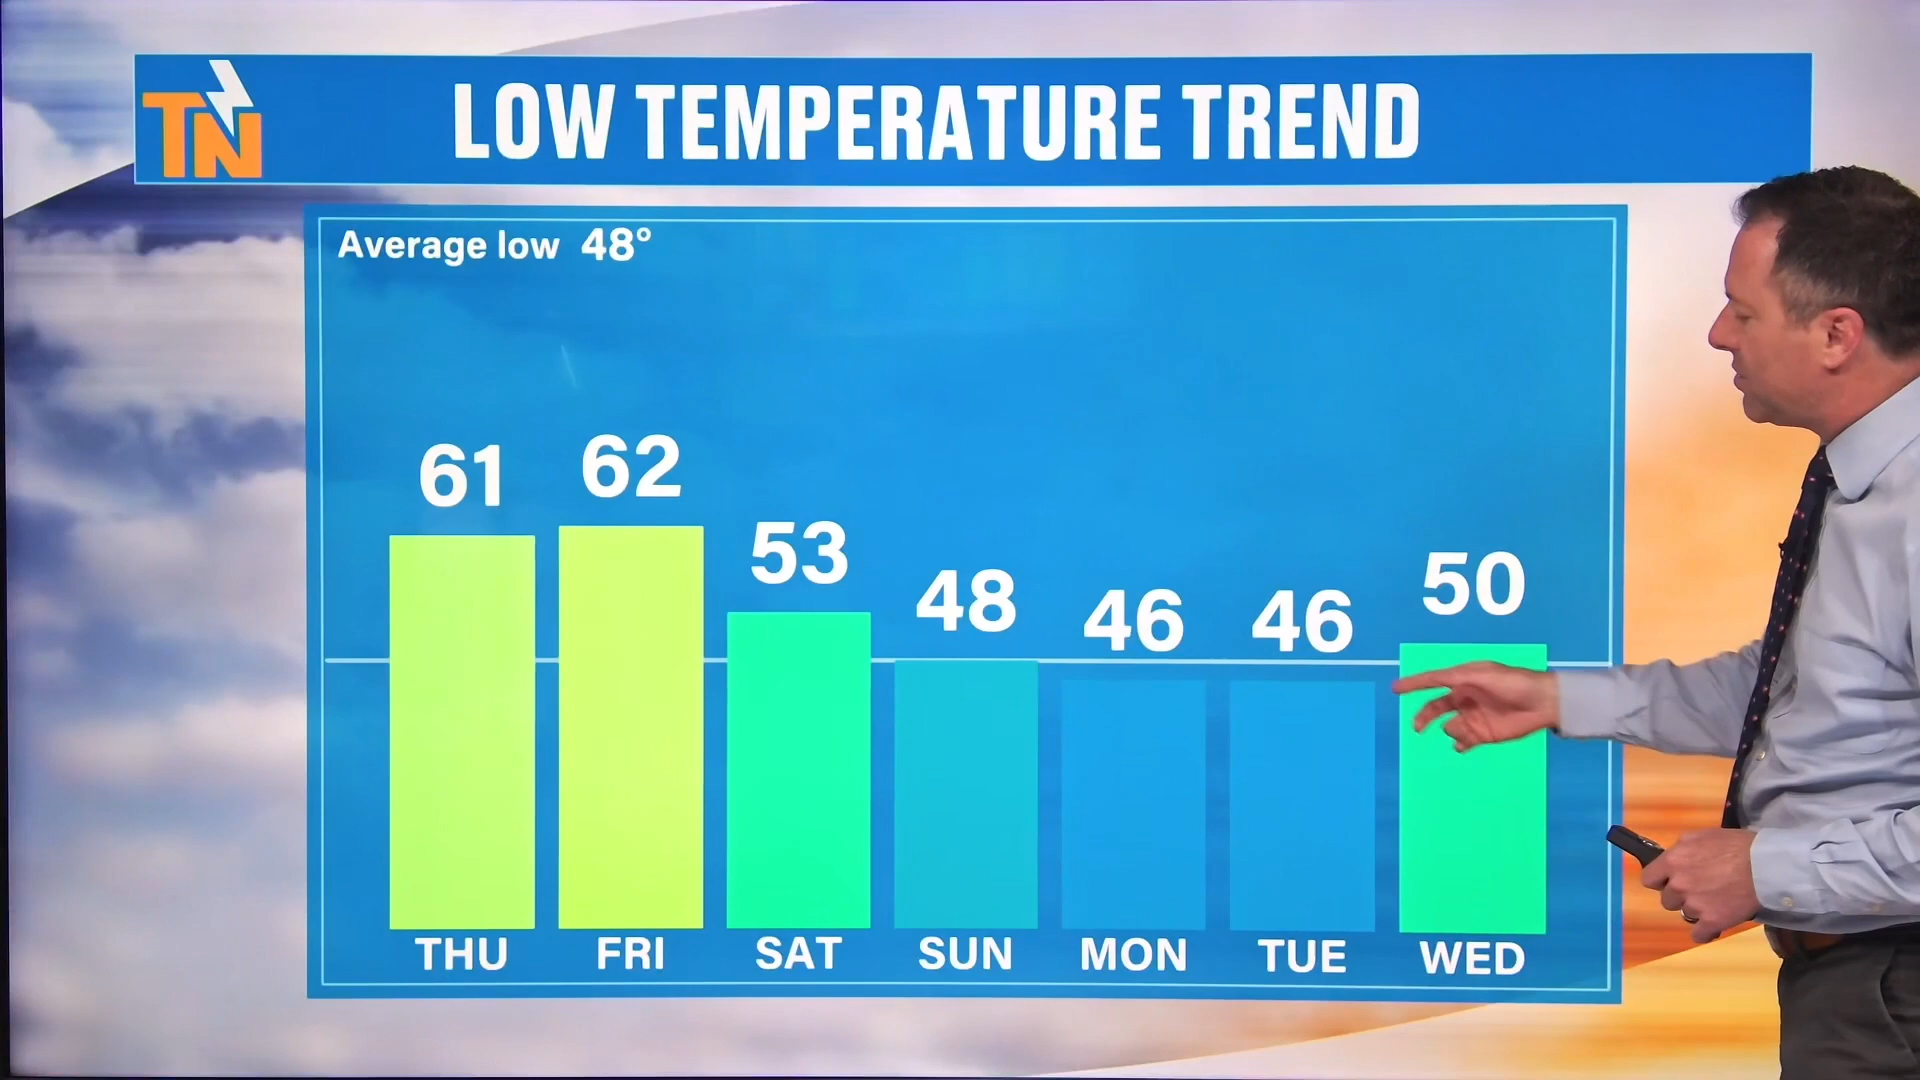 TN
LOW TEMPERATURE TREND
Average low 48°
61 62 53 48 46 46 50
THU FRI SAT SUN MON TUE WED